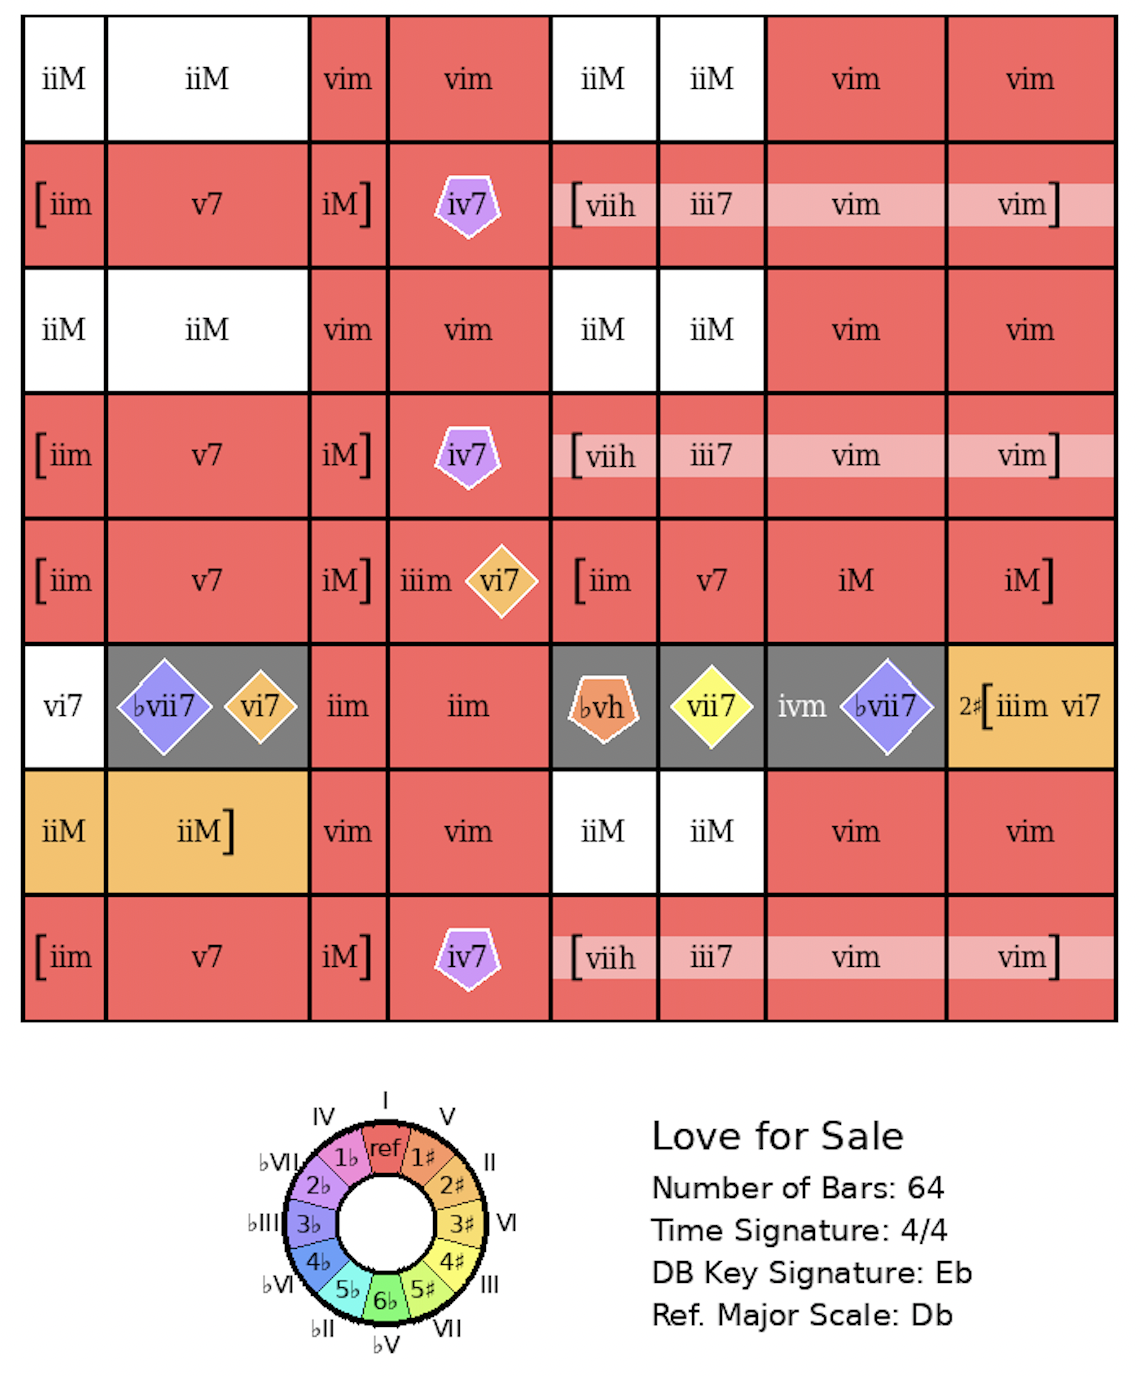 iiM iiM vim vim iiM iiM vim vim
[iim v7 iM] iv7 [viih iii7 vim vim]
iiM iiM vim vim iiM iiM vim vim
[iim v7 iM] iv7 [viih iii7 vim vim]
[iim v7 iM] iiim vi7 [iim v7 iM iM]
vi7 ♭vii7 vi7 iim iim ♭vh vii7 ivm ♭vii7 2♯[iiim vi7
iiM iiM] vim vim iiM iiM vim vim
[iim v7 iM] iv7 [viih iii7 vim vim]
I
IV V
1♭ ref 1♯
♭VII II
2♭ 2♯
♭III 3♭ 3♯ VI
4♭ 4♯
♭VI III
5♭ 6♭ 5♯
♭II VII
♭V
Love for Sale
Number of Bars: 64
Time Signature: 4/4
DB Key Signature: Eb
Ref. Major Scale: Db